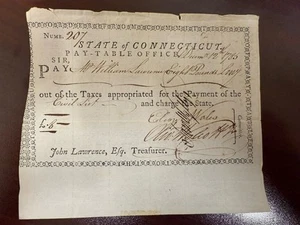 NUMB. 207
STATE of CONNECTICUT,
PAY-TABLE OFFICE,
SIR,
PAY Mr William Lawrence Eight Pounds
out of the Taxes appropriated for the Payment of the
Civil List and charge the State.
£8
John Lawrence, Esq. Treasurer.